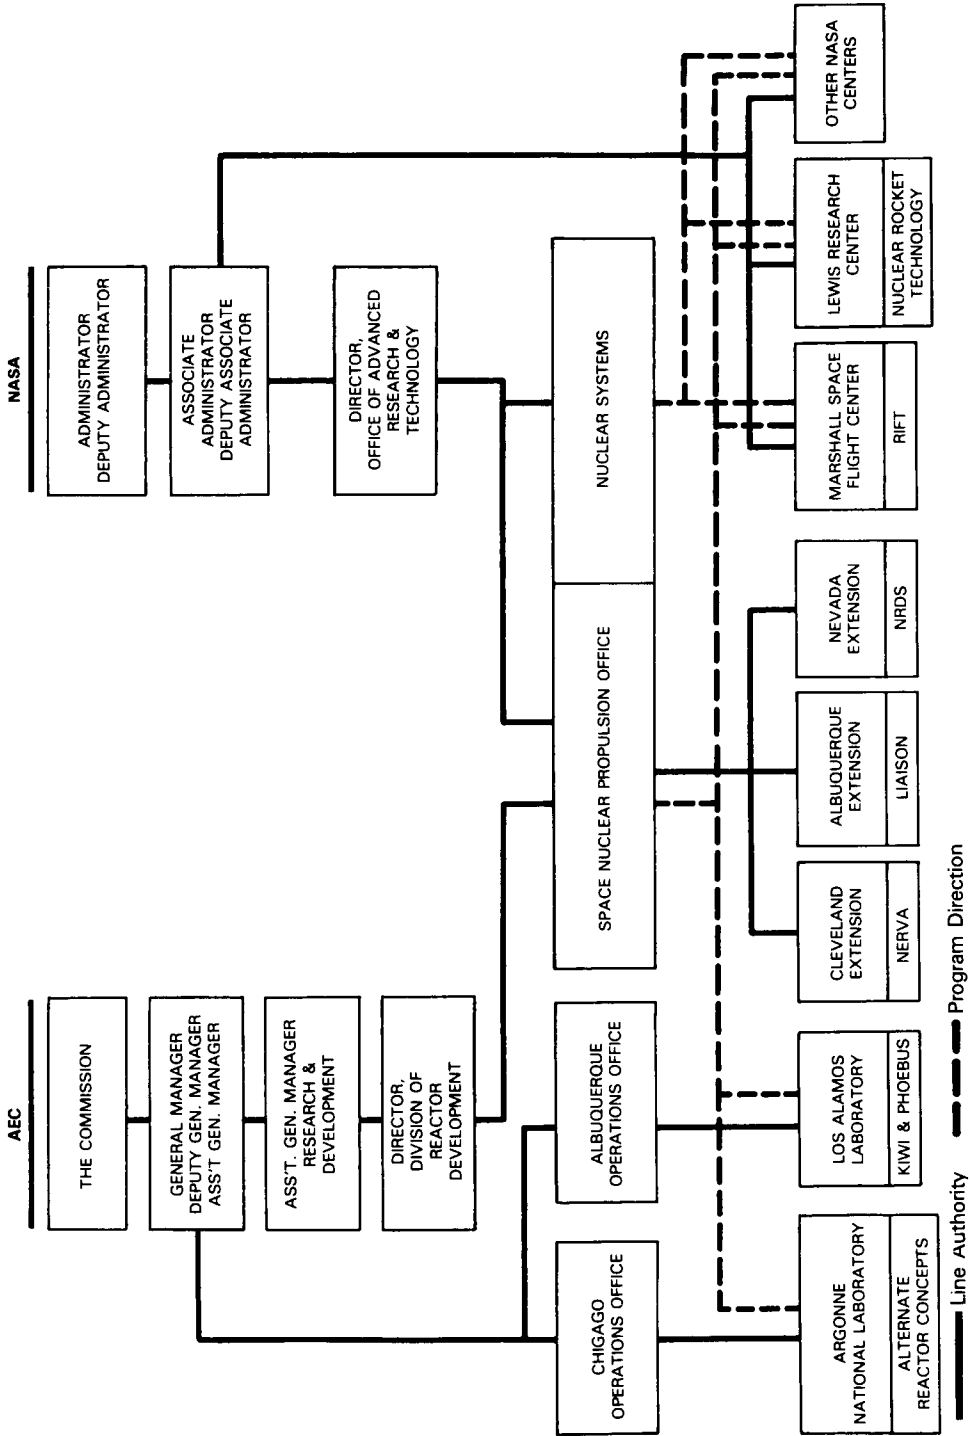 AEC
NASA
THE COMMISSION
GENERAL MANAGER
DEPUTY GEN. MANAGER
ASS'T GEN. MANAGER
ASS'T. GEN. MANAGER
RESEARCH &
DEVELOPMENT
DIRECTOR,
DIVISION OF
REACTOR
DEVELOPMENT
ADMINISTRATOR
DEPUTY ADMINISTRATOR
ASSOCIATE
ADMINISTRATOR
DEPUTY ASSOCIATE
ADMINISTRATOR
DIRECTOR,
OFFICE OF ADVANCED
RESEARCH &
TECHNOLOGY
CHIGAGO
OPERATIONS OFFICE
ALBUQUERQUE
OPERATIONS OFFICE
SPACE NUCLEAR PROPULSION OFFICE
NUCLEAR SYSTEMS
ARGONNE
NATIONAL LABORATORY
ALTERNATE
REACTOR CONCEPTS
LOS ALAMOS
LABORATORY
KIWI & PHOEBUS
CLEVELAND
EXTENSION
NERVA
ALBUQUERQUE
EXTENSION
LIAISON
NEVADA
EXTENSION
NRDS
MARSHALL SPACE
FLIGHT CENTER
RIFT
LEWIS RESEARCH
CENTER
NUCLEAR ROCKET
TECHNOLOGY
OTHER NASA
CENTERS
Line Authority
Program Direction